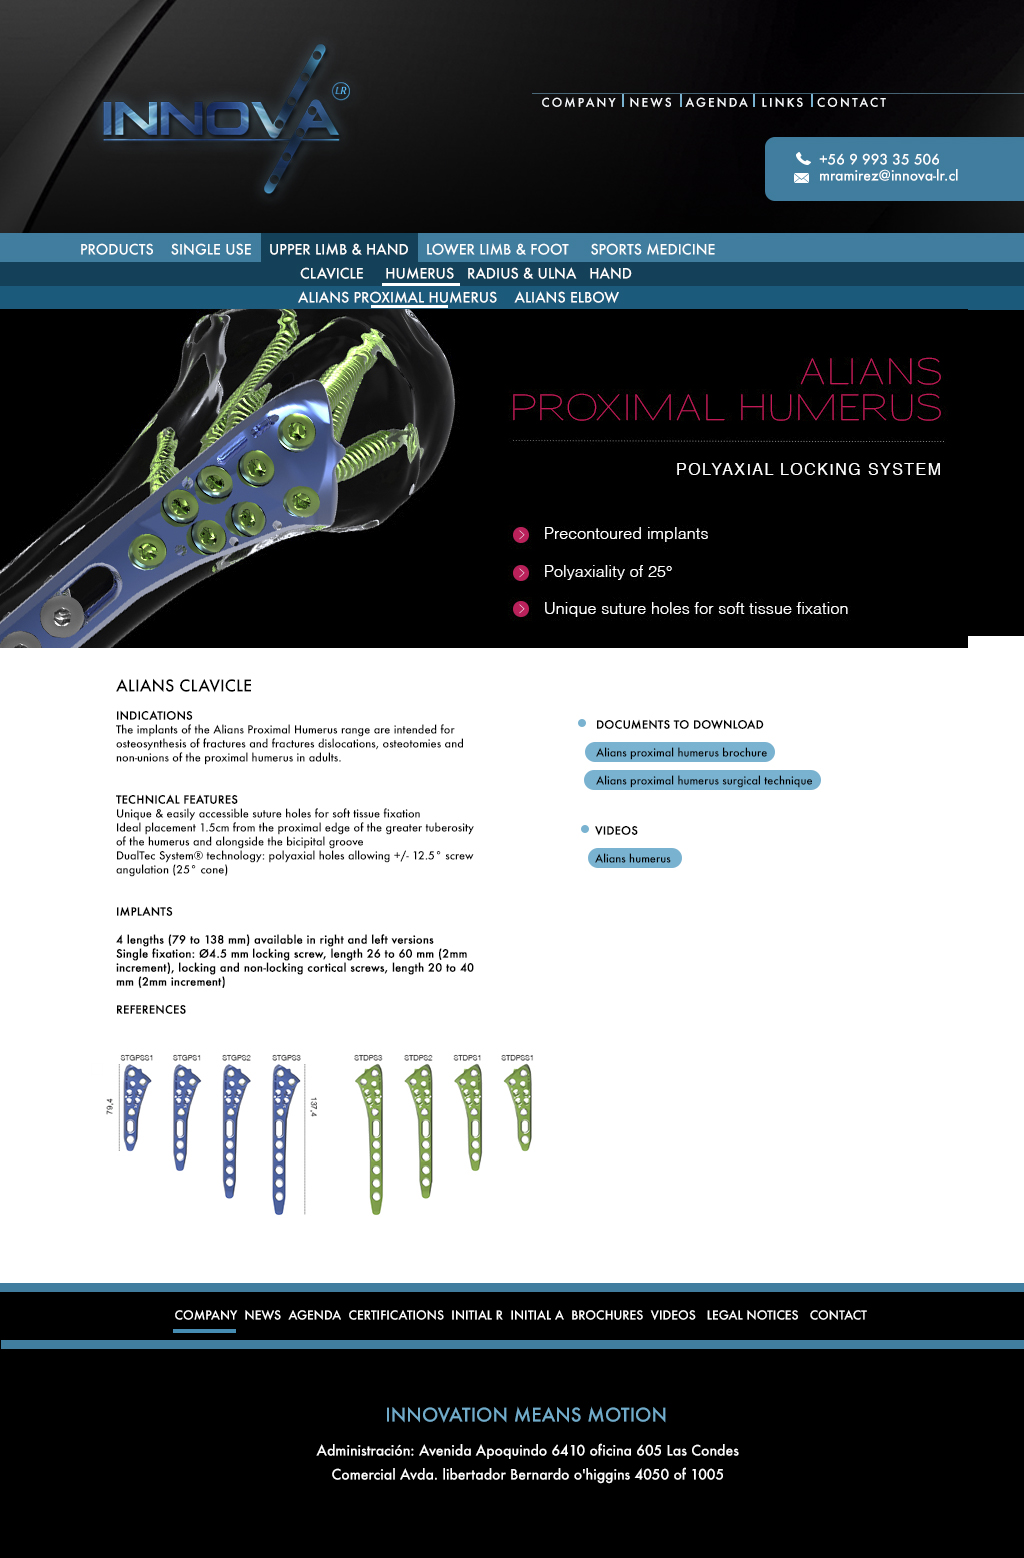 INNOVA LR
COMPANY NEWS AGENDA LINKS CONTACT
+56 9 993 35 506
mramirez@innova-lr.cl
PRODUCTS SINGLE USE UPPER LIMB & HAND LOWER LIMB & FOOT SPORTS MEDICINE
CLAVICLE HUMERUS RADIUS & ULNA HAND
ALIANS PROXIMAL HUMERUS ALIANS ELBOW
ALIANS
PROXIMAL HUMERUS
POLYAXIAL LOCKING SYSTEM
Precontoured implants
Polyaxiality of 25º
Unique suture holes for soft tissue fixation
ALIANS CLAVICLE
INDICATIONS
The implants of the Alians Proximal Humerus range are intended for
osteosynthesis of fractures and fractures dislocations, osteotomies and
non-unions of the proximal humerus in adults.
TECHNICAL FEATURES
Unique & easily accessible suture holes for soft tissue fixation
Ideal placement 1.5cm from the proximal edge of the greater tuberosity
of the humerus and alongside the bicipital groove
DualTec System® technology: polyaxial holes allowing +/- 12.5° screw
angulation (25° cone)
IMPLANTS
4 lengths (79 to 138 mm) available in right and left versions
Single fixation: Ø4.5 mm locking screw, length 26 to 60 mm (2mm
increment), locking and non-locking cortical screws, length 20 to 40
mm (2mm increment)
REFERENCES
STGPSS1 STGPS1 STGPS2 STGPS3 STDPS3 STDPS2 STDPS1 STDPSS1
79,4
137,4
DOCUMENTS TO DOWNLOAD
Alians proximal humerus brochure
Alians proximal humerus surgical technique
VIDEOS
Alians humerus
COMPANY NEWS AGENDA CERTIFICATIONS INITIAL R INITIAL A BROCHURES VIDEOS LEGAL NOTICES CONTACT
INNOVATION MEANS MOTION
Administración: Avenida Apoquindo 6410 oficina 605 Las Condes
Comercial Avda. libertador Bernardo o'higgins 4050 of 1005